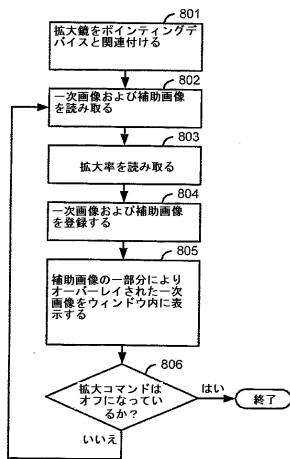 801
拡大鏡をポインティングデ
バイスと関連付ける
802
一次画像および補助画像
を読み取る
803
拡大率を読み取る
804
一次画像および補助画像
を登録する
805
補助画像の一部分により
オーバーレイされた一次
画像をウィンドウ内に表
示する
806
拡大コマンドは
オフになってい
るか？
はい
終了
いいえ